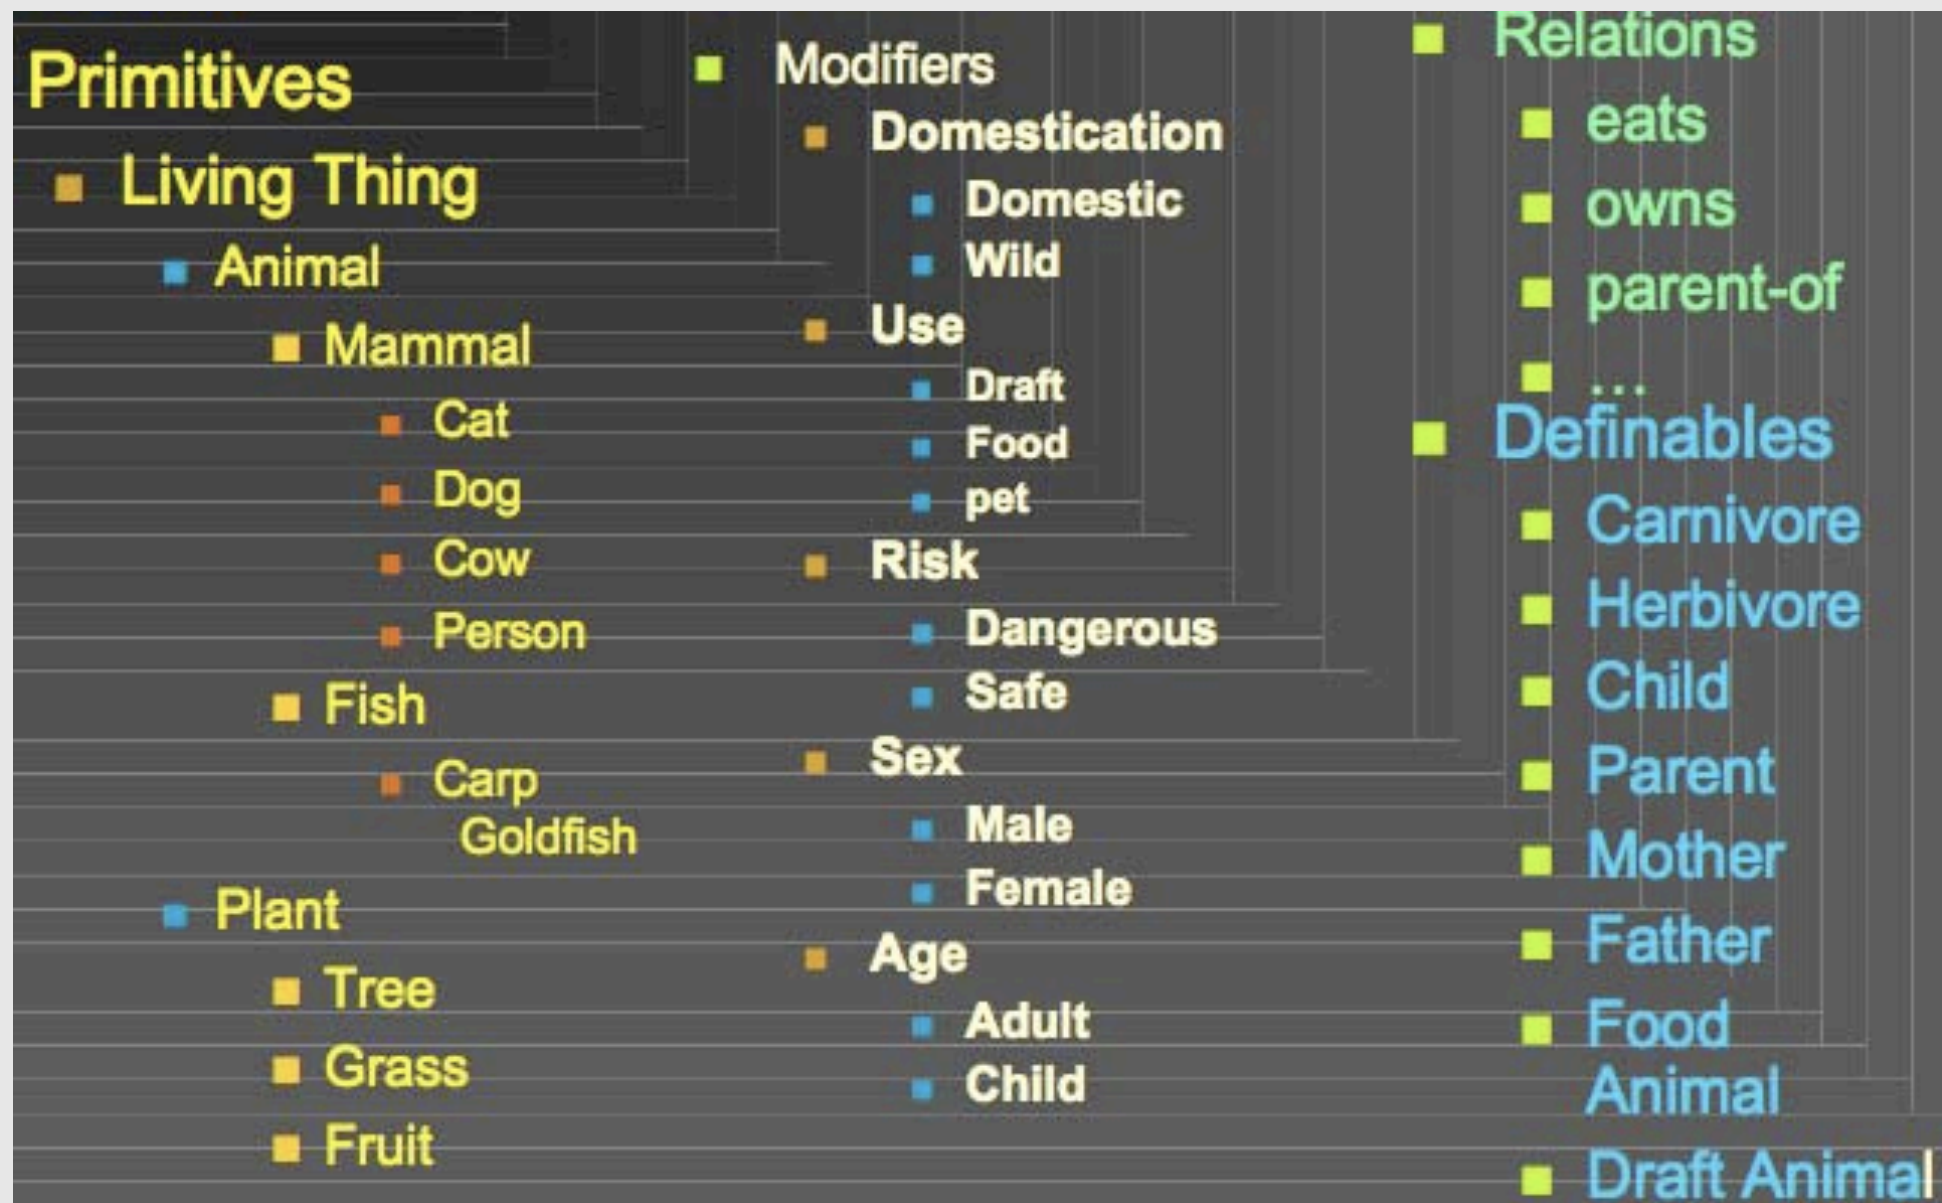 Primitives
Living Thing
Animal
Mammal
Cat
Dog
Cow
Person
Fish
Carp
Goldfish
Plant
Tree
Grass
Fruit
Modifiers
Domestication
Domestic
Wild
Use
Draft
Food
pet
Risk
Dangerous
Safe
Sex
Male
Female
Age
Adult
Child
Relations
eats
owns
parent-of
...
Definables
Carnivore
Herbivore
Child
Parent
Mother
Father
Food
Animal
Draft Animal